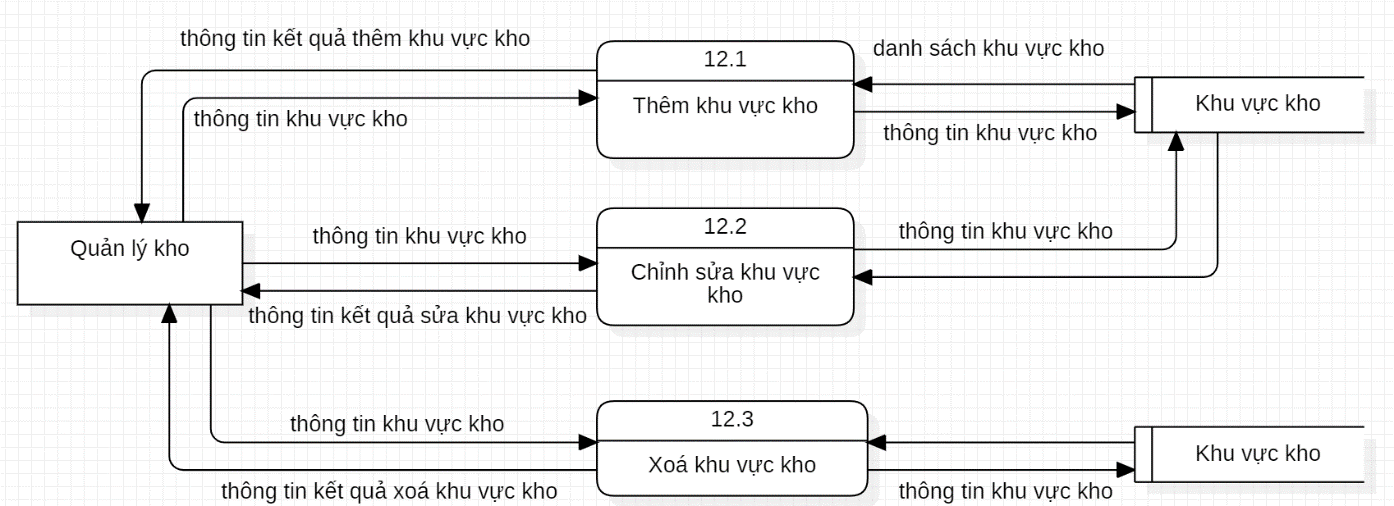 thông tin kết quả thêm khu vực kho
12.1
danh sách khu vực kho
Thêm khu vực kho
Khu vực kho
thông tin khu vực kho
thông tin khu vực kho
Quản lý kho
thông tin khu vực kho
12.2
thông tin khu vực kho
Chỉnh sửa khu vực
kho
thông tin kết quả sửa khu vực kho
thông tin khu vực kho
12.3
Xoá khu vực kho
Khu vực kho
thông tin kết quả xoá khu vực kho
thông tin khu vực kho